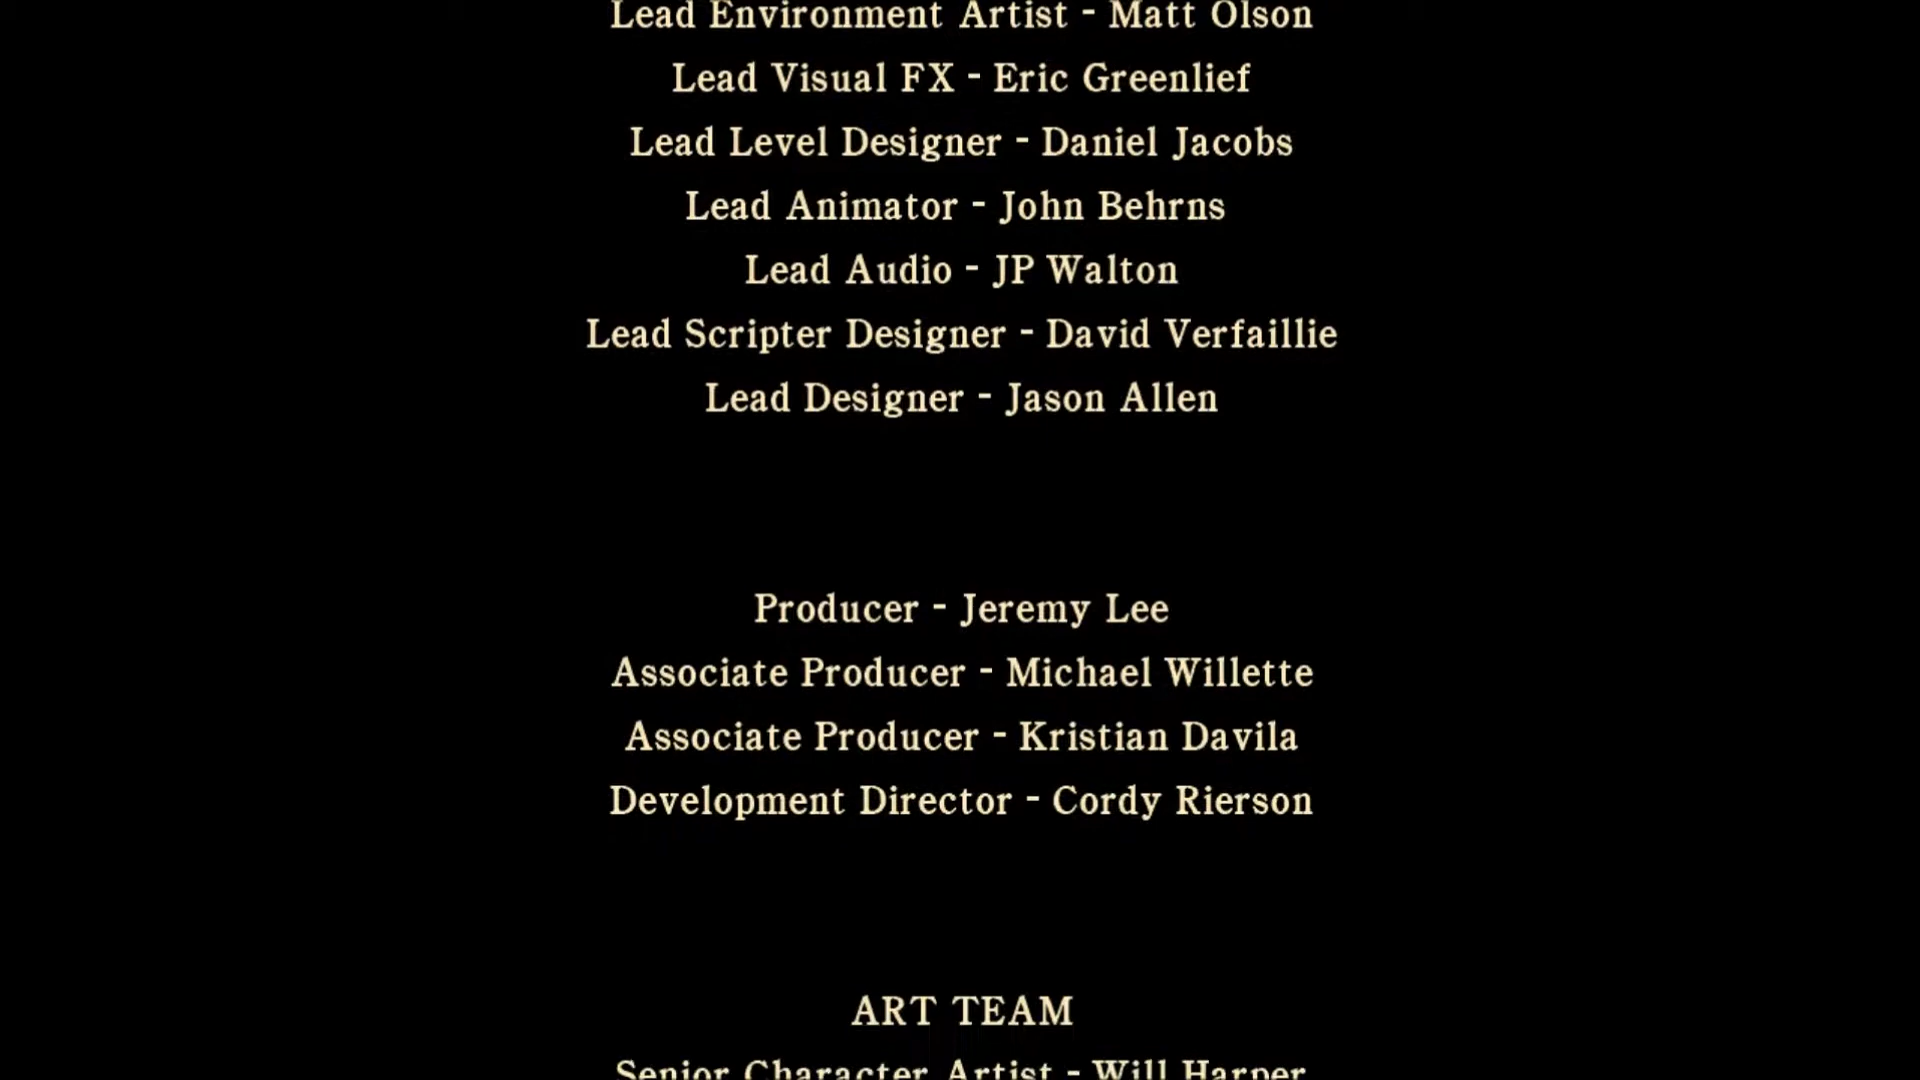 Lead Environment Artist - Matt Olson
Lead Visual FX - Eric Greenlief
Lead Level Designer - Daniel Jacobs
Lead Animator - John Behrns
Lead Audio - JP Walton
Lead Scripter Designer - David Verfaillie
Lead Designer - Jason Allen
Producer - Jeremy Lee
Associate Producer - Michael Willette
Associate Producer - Kristian Davila
Development Director - Cordy Rierson
ART TEAM
Senior Character Artist - Will Harper